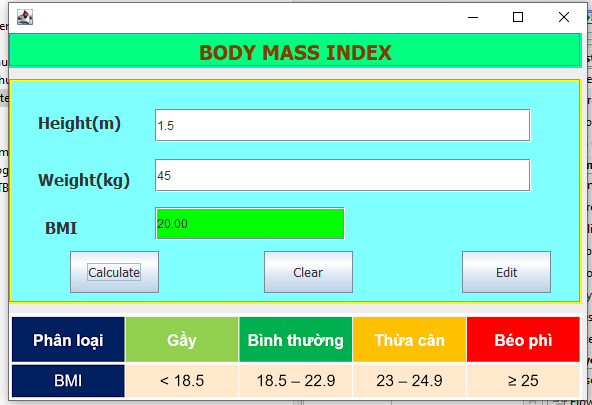 BODY MASS INDEX
Height(m) 1.5
Weight(kg) 45
BMI 20.00
Calculate Clear Edit
Phân loại Gầy Bình thường Thừa cân Béo phì
BMI < 18.5 18.5 – 22.9 23 – 24.9 ≥ 25